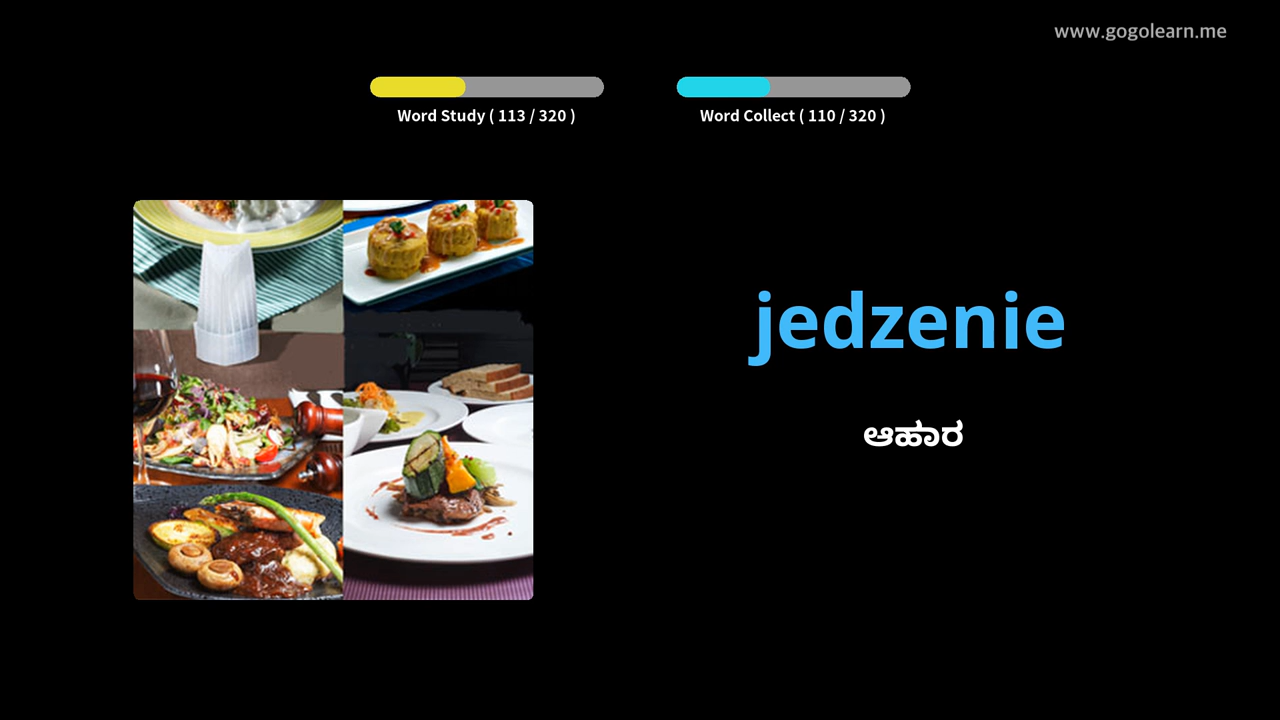 www.gogolearn.me
Word Study ( 113 / 320 )
Word Collect ( 110 / 320 )
jedzenie
ಆಹಾರ